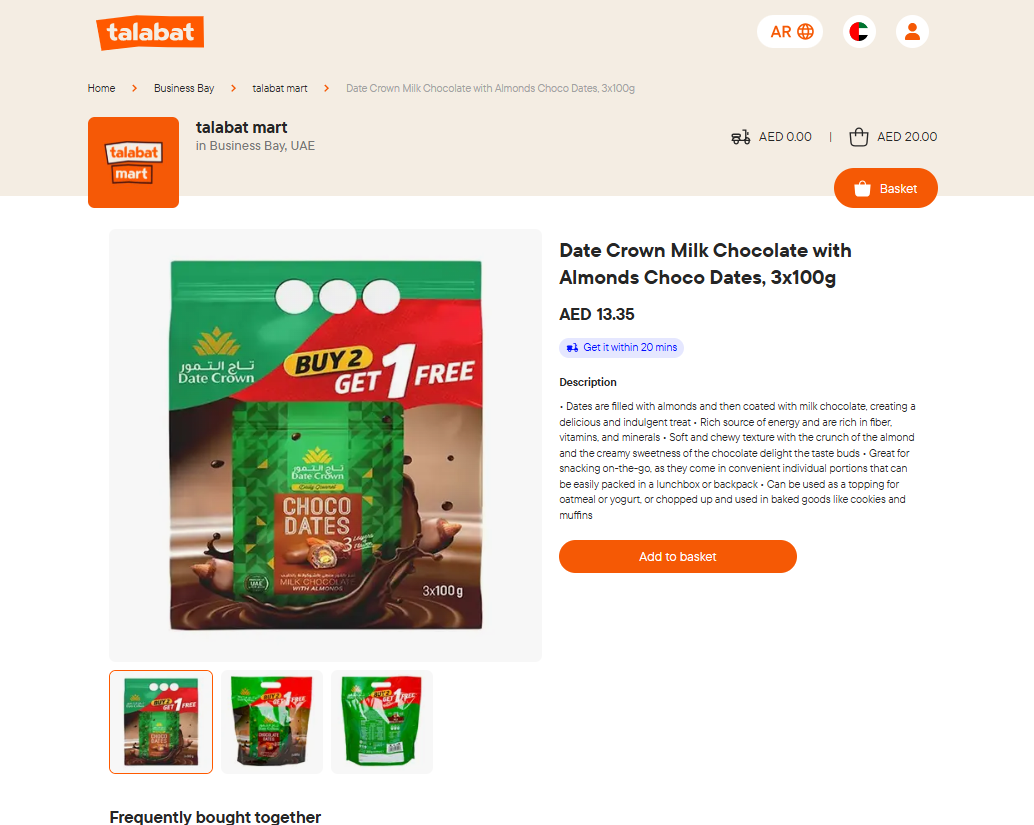 talabat
AR
Home
Business Bay
talabat mart
Date Crown Milk Chocolate with Almonds Choco Dates, 3x100g
talabat
mart
talabat mart
in Business Bay, UAE
AED 0.00 | AED 20.00
Basket
تاج التمور
Date Crown
BUY 2
GET 1 FREE
تاج التمور
Date Crown
CHOCO
DATES
3
UAE
MILK CHOCOLATE
WITH ALMONDS
3x100g
Date Crown Milk Chocolate with
Almonds Choco Dates, 3x100g
AED 13.35
Get it within 20 mins
Description
• Dates are filled with almonds and then coated with milk chocolate, creating a
delicious and indulgent treat • Rich source of energy and are rich in fiber,
vitamins, and minerals • Soft and chewy texture with the crunch of the almond
and the creamy sweetness of the chocolate delight the taste buds • Great for
snacking on-the-go, as they come in convenient individual portions that can
be easily packed in a lunchbox or backpack • Can be used as a topping for
oatmeal or yogurt, or chopped up and used in baked goods like cookies and
muffins
Add to basket
BUY 2
GET 1 FREE
CHOCO
DATES
BUY 2
GET 1 FREE
BUY 2
GET 1 FREE
Frequently bought together